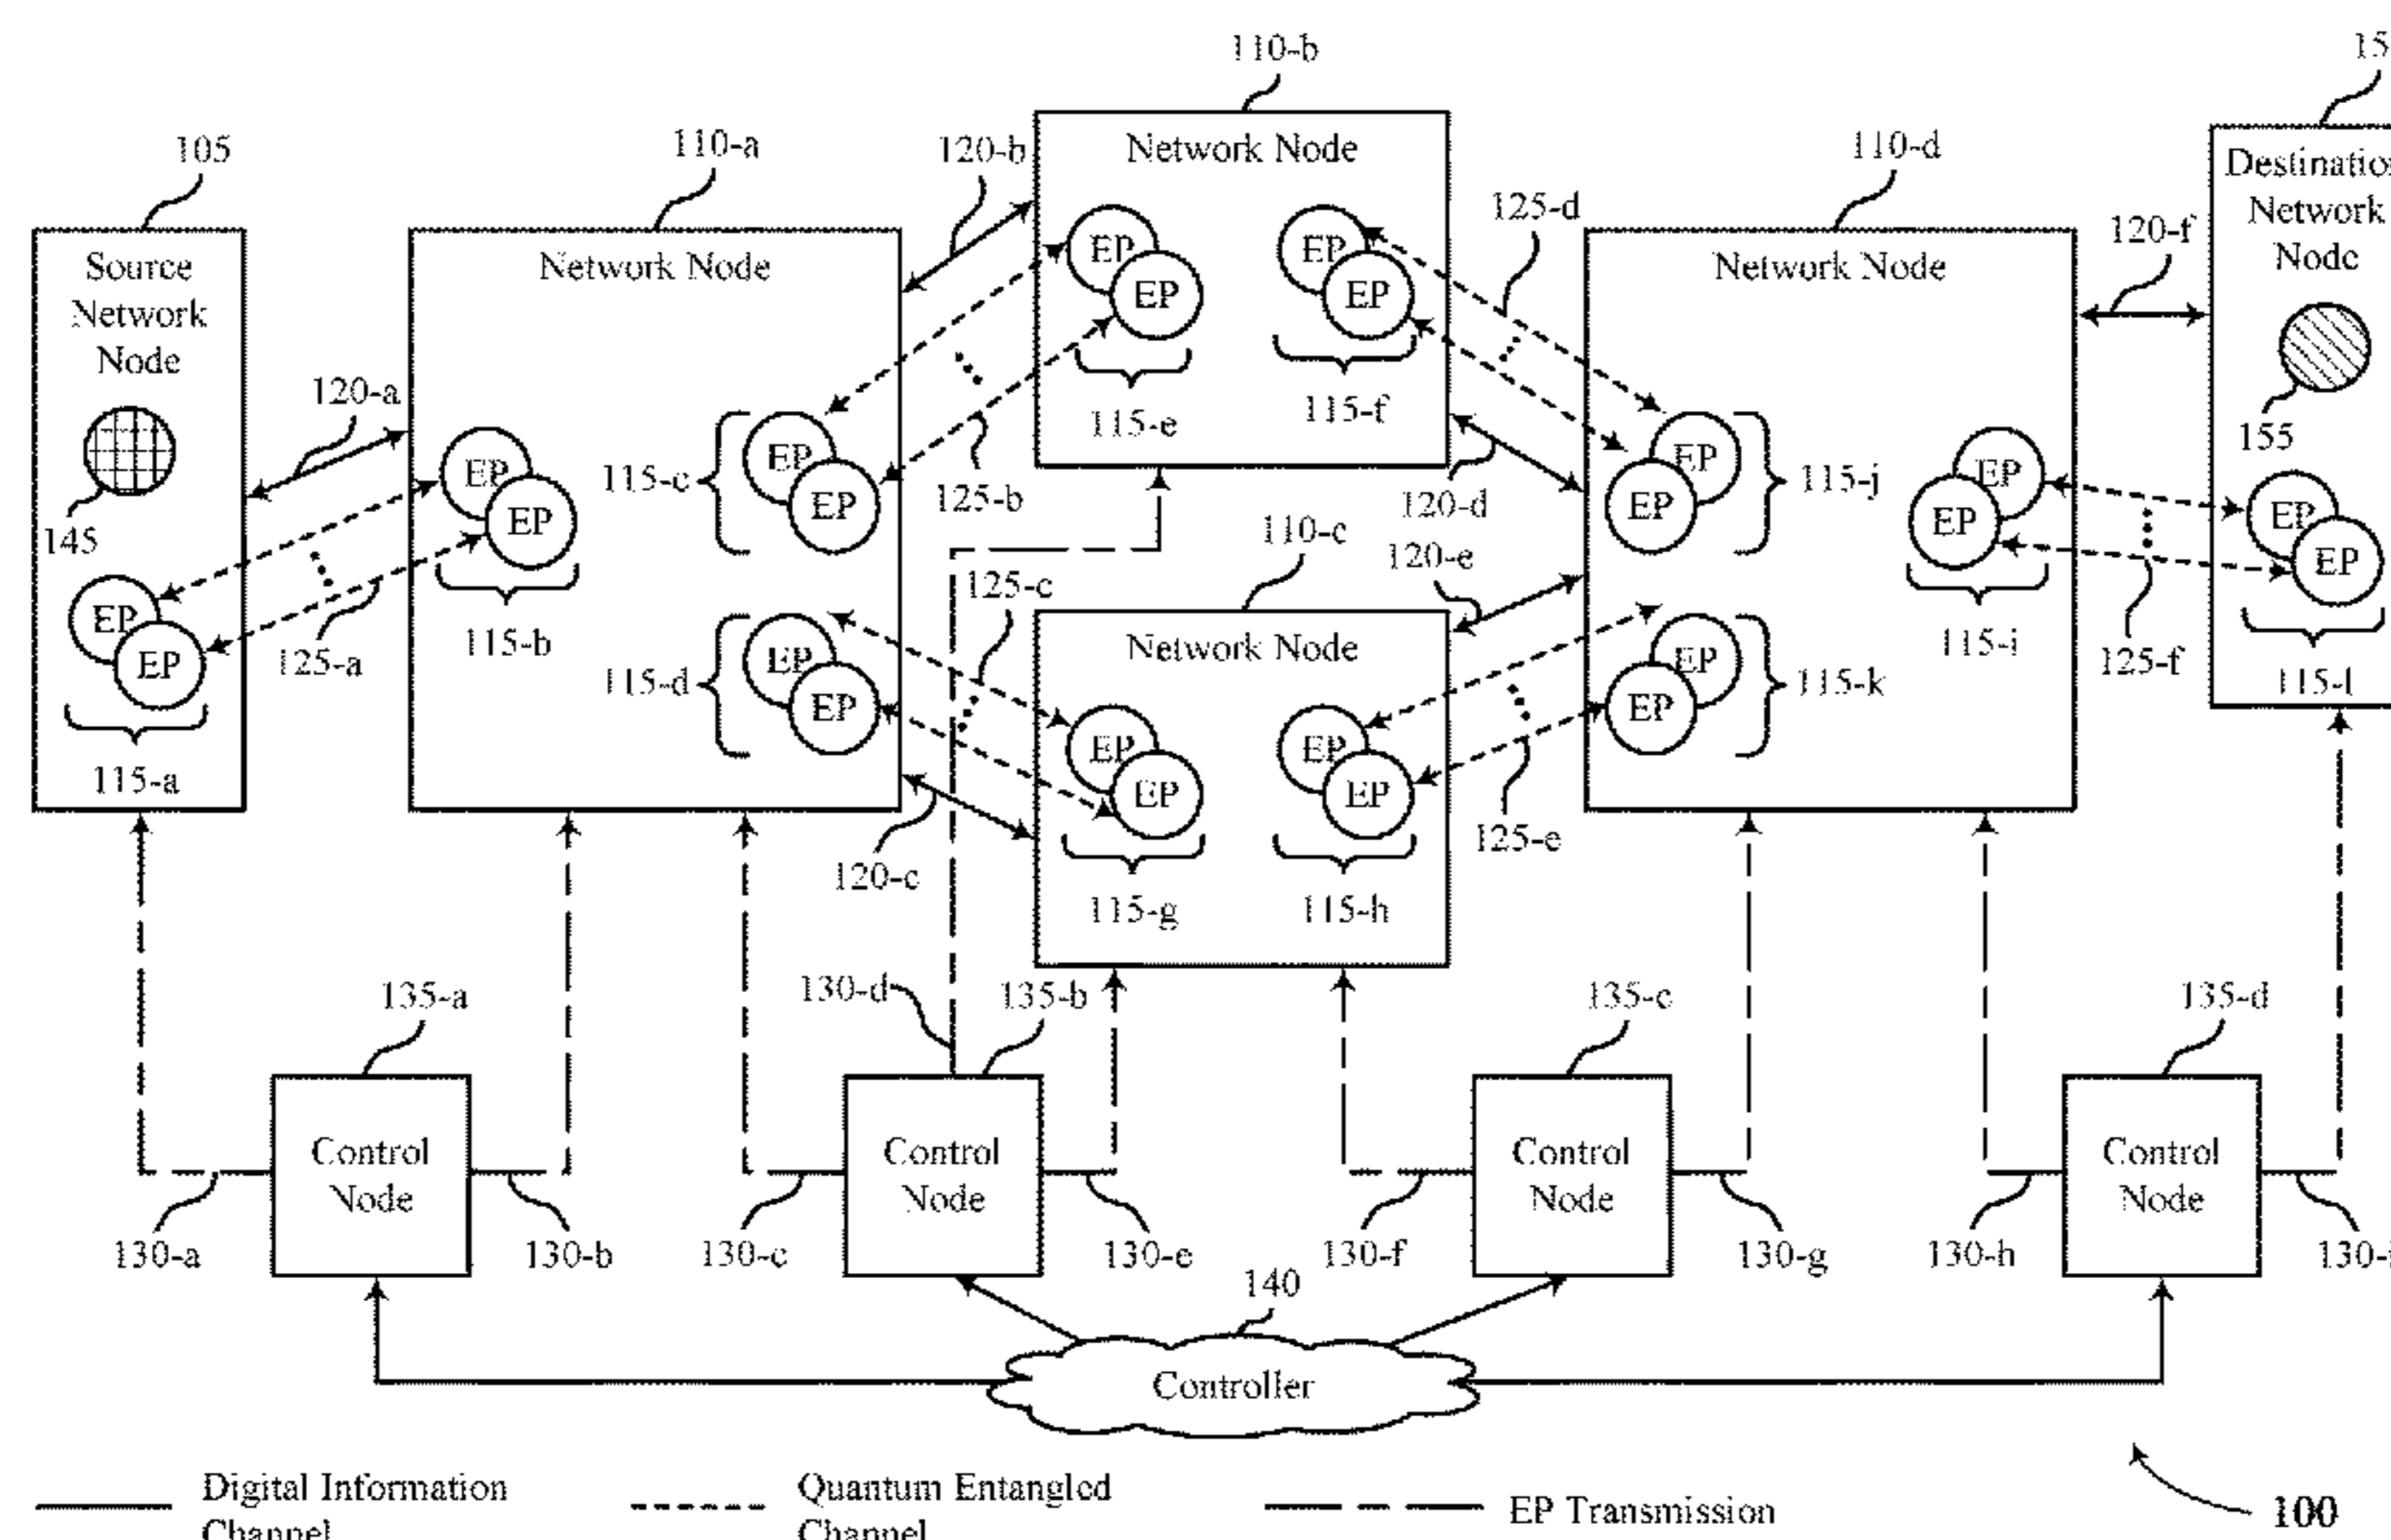 110-b
15
105
110-a
120-b
Network Node
110-d
Destination
Network
Node
125-d
120-f
Source
Network
Node
Network Node
EP
EP
EP
EP
Network Node
120-a
115-e
115-f
155
145
EP
EP
115-c
EP
EP
125-b
120-d
EP
EP
115-j
EP
EP
EP
EP
110-c
120-e
125-c
EP
EP
125-a
115-b
115-d
EP
EP
Network Node
EP
EP
115-k
115-i
125-f
115-l
115-a
EP
EP
EP
EP
125-e
120-c
115-g
115-h
135-a
130-d
135-b
135-c
135-d
Control
Node
Control
Node
Control
Node
Control
Node
130-a
130-b
130-c
130-e
130-f
130-g
130-h
130-i
140
Controller
Digital Information
Channel
Quantum Entangled
Channel
EP Transmission
100